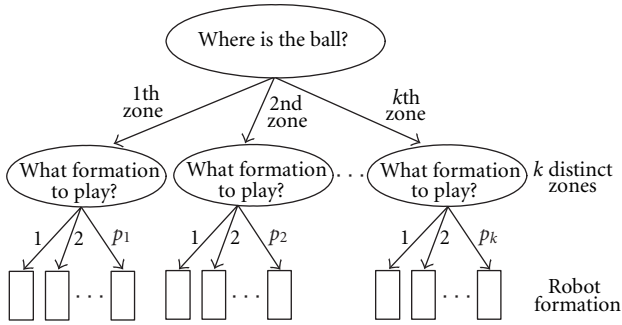 Where is the ball?
1th
zone
2nd
zone
kth
zone
What formation
to play?
What formation
to play?
. . .
What formation
to play?
k distinct
zones
1 2 p1
1 2 p2
1 2 pk
. . .
. . .
. . .
Robot
formation